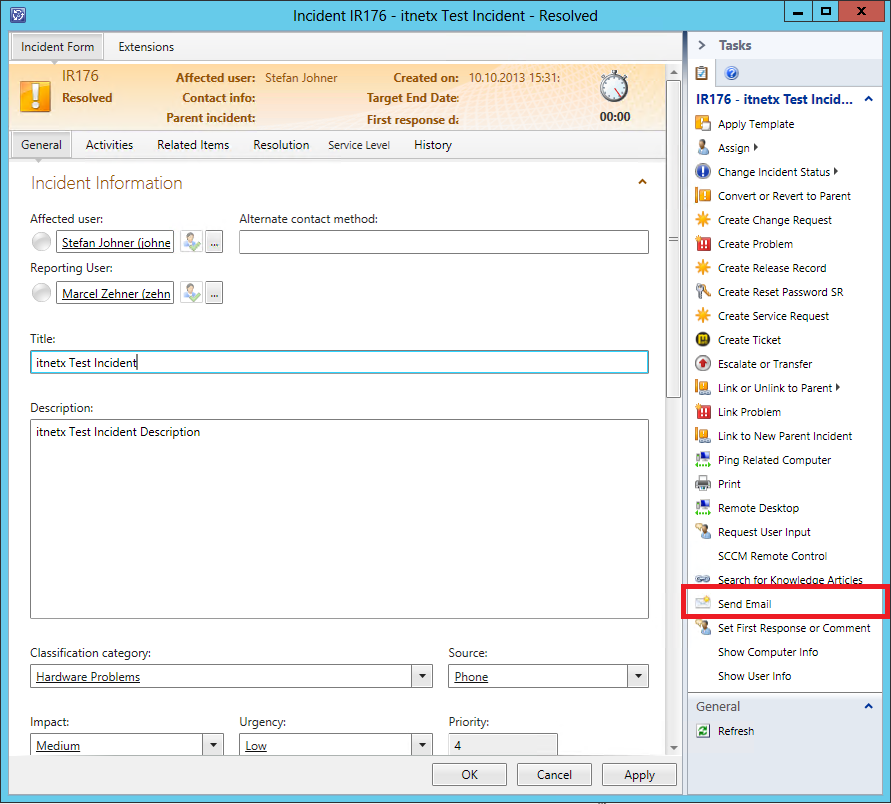 Incident IR176 - itnetx Test Incident - Resolved
Incident Form
Extensions
IR176
Resolved
Affected user: Stefan Johner
Contact info:
Parent incident:
Created on: 10.10.2013 15:31:
Target End Date:
First response da
00:00
General
Activities
Related Items
Resolution
Service Level
History
Incident Information
Affected user:
Alternate contact method:
Stefan Johner (johne
...
Reporting User:
Marcel Zehner (zehn
...
Title:
itnetx Test Incident
Description:
itnetx Test Incident Description
Classification category:
Source:
Hardware Problems
Phone
Impact:
Urgency:
Priority:
Medium
Low
4
OK
Cancel
Apply
Tasks
IR176 - itnetx Test Incid...
Apply Template
Assign
Change Incident Status
Convert or Revert to Parent
Create Change Request
Create Problem
Create Release Record
Create Reset Password SR
Create Service Request
Create Ticket
Escalate or Transfer
Link or Unlink to Parent
Link Problem
Link to New Parent Incident
Ping Related Computer
Print
Remote Desktop
Request User Input
SCCM Remote Control
Search for Knowledge Articles
Send Email
Set First Response or Comment
Show Computer Info
Show User Info
General
Refresh